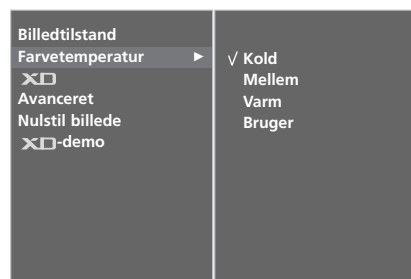 Billedtilstand
Farvetemperatur ►
XD
Avanceret
Nulstil billede
XD-demo
√ Kold
Mellem
Varm
Bruger